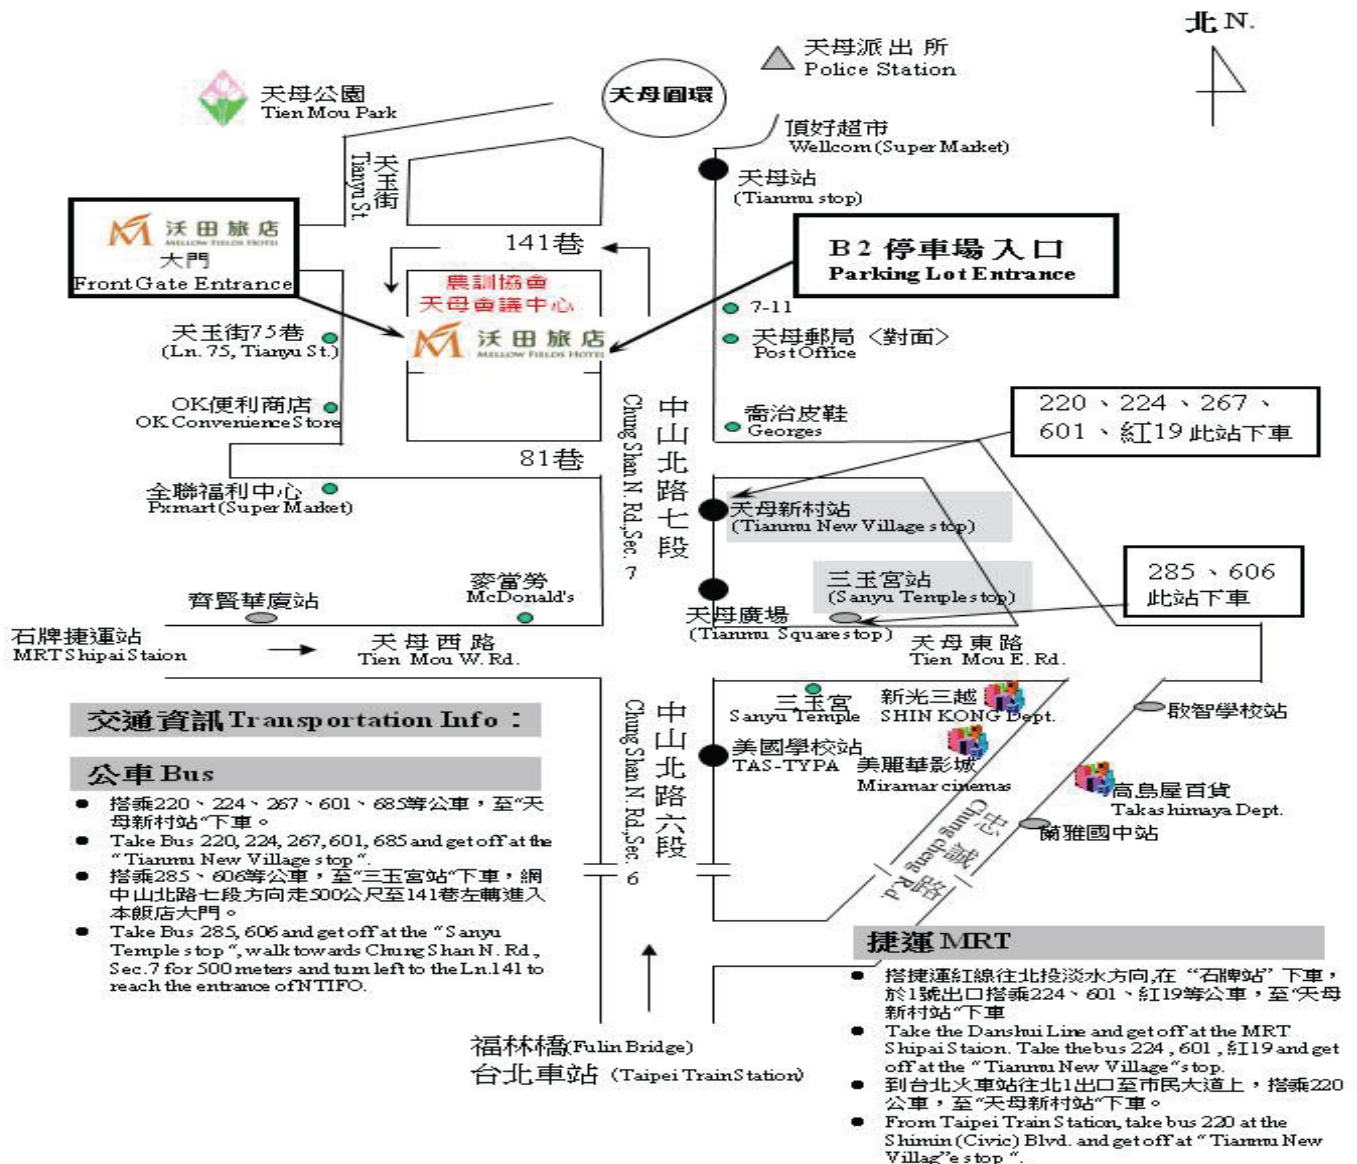 北 N.
天母派出所
Police Station
天母公園
Tien Mou Park
天母圓環
頂好超市
Wellcom (Super Market)
天玉街
Tianyu St.
天母站
(Tianmu stop)
沃田旅店
MELLOW FIELDS HOTEL
大門
Front Gate Entrance
141巷
B2 停車場入口
Parking Lot Entrance
農訓協會
天母會議中心
沃田旅店
MELLOW FIELDS HOTEL
7-11
天母郵局〈對面〉
Post Office
天玉街75巷
(Ln. 75, Tianyu St.)
OK便利商店
OK Convenience Store
中山北路七段
Chung Shan N. Rd., Sec. 7
喬治皮鞋
Georges
220、224、267、
601、紅19 此站下車
81巷
全聯福利中心
Pxmart (Super Market)
天母新村站
(Tianmu New Village stop)
285、606
此站下車
三玉宮站
(Sanyu Temple stop)
麥當勞
McDonald's
齊賢華廈站
天母廣場
(Tianmu Square stop)
石牌捷運站
MRT Shipai Staion
天母西路
Tien Mou W. Rd.
天母東路
Tien Mou E. Rd.
中山北路六段
Chung Shan N. Rd., Sec. 6
三玉宮
Sanyu Temple
新光三越
SHIN KONG Dept.
啟智學校站
美國學校站
TAS-TYPA
美麗華影城
Miramar cinemas
高島屋百貨
Takashimaya Dept.
蘭雅國中站
忠誠路
Chung cheng R.d.
交通資訊 Transportation Info：
公車 Bus
● 搭乘220、224、267、601、685等公車，至“天
母新村站“下車。
● Take Bus 220, 224, 267, 601, 685 and get off at the
“Tianmu New Village stop “.
● 搭乘285、606等公車，至“三玉宮站“下車，網
中山北路七段方向走500公尺至141巷左轉進入
本飯店大門。
● Take Bus 285, 606 and get off at the “Sanyu
Temple stop “, walk towards Chung Shan N. Rd.,
Sec.7 for 500 meters and turn left to the Ln.141 to
reach the entrance of NTIFO.
福林橋(Fulin Bridge)
台北車站 (Taipei Train Station)
捷運 MRT
● 搭捷運紅線往北投淡水方向,在 “石牌站” 下車，
於1號出口搭乘224、601、紅19等公車，至“天母
新村站“下車
● Take the Danshui Line and get off at the MRT
Shipai Staion. Take the bus 224 , 601 , 紅19 and get
off at the “Tianmu New Village “stop.
● 到台北火車站往北1出口至市民大道上，搭乘220
公車，至“天母新村站“下車。
● From Taipei Train Station, take bus 220 at the
Shimin (Civic) Blvd. and get off at “Tianmu New
Villag”e stop “.